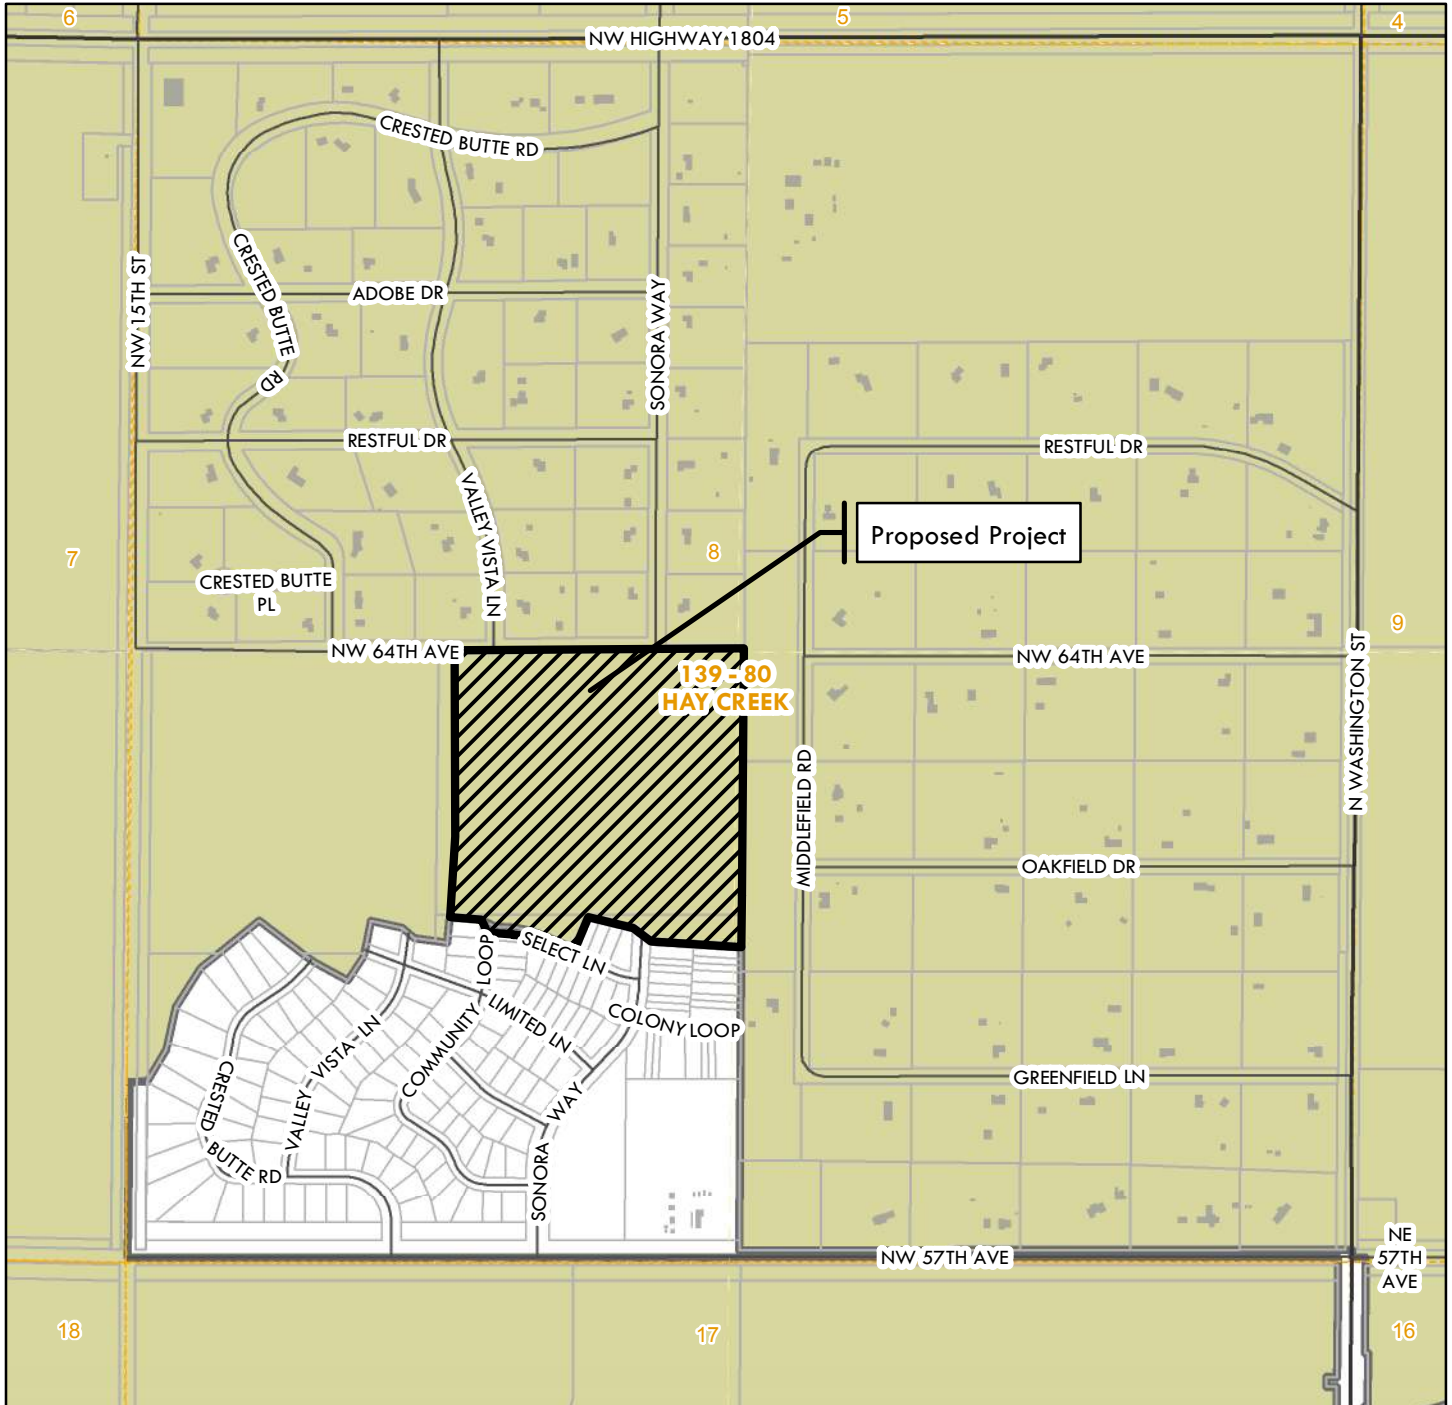 6
5
4
NW HIGHWAY 1804
CRESTED BUTTE RD
CRESTED BUTTE
RD
NW 15TH ST
ADOBE DR
SONORA WAY
RESTFUL DR
RESTFUL DR
VALLEY VISTA LN
Proposed Project
7
8
CRESTED BUTTE
PL
9
NW 64TH AVE
NW 64TH AVE
139 - 80
HAY CREEK
N WASHINGTON ST
MIDDLEFIELD RD
OAKFIELD DR
SELECT LN
COMMUNITY LOOP
LIMITED LN
COLONY LOOP
VALLEY VISTA LN
CRESTED
BUTTE RD
SONORA WAY
GREENFIELD LN
NW 57TH AVE
NE
57TH
AVE
18
17
16